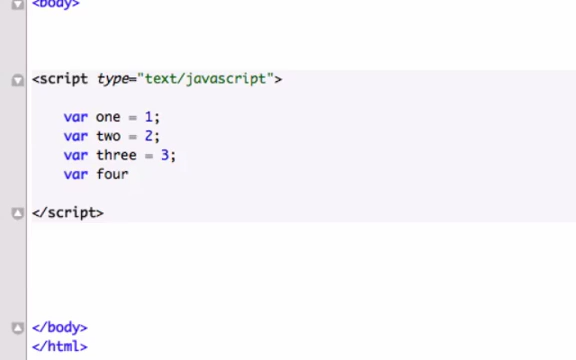 <body>
<script type="text/javascript">
var one = 1;
var two = 2;
var three = 3;
var four
</script>
</body>
</html>